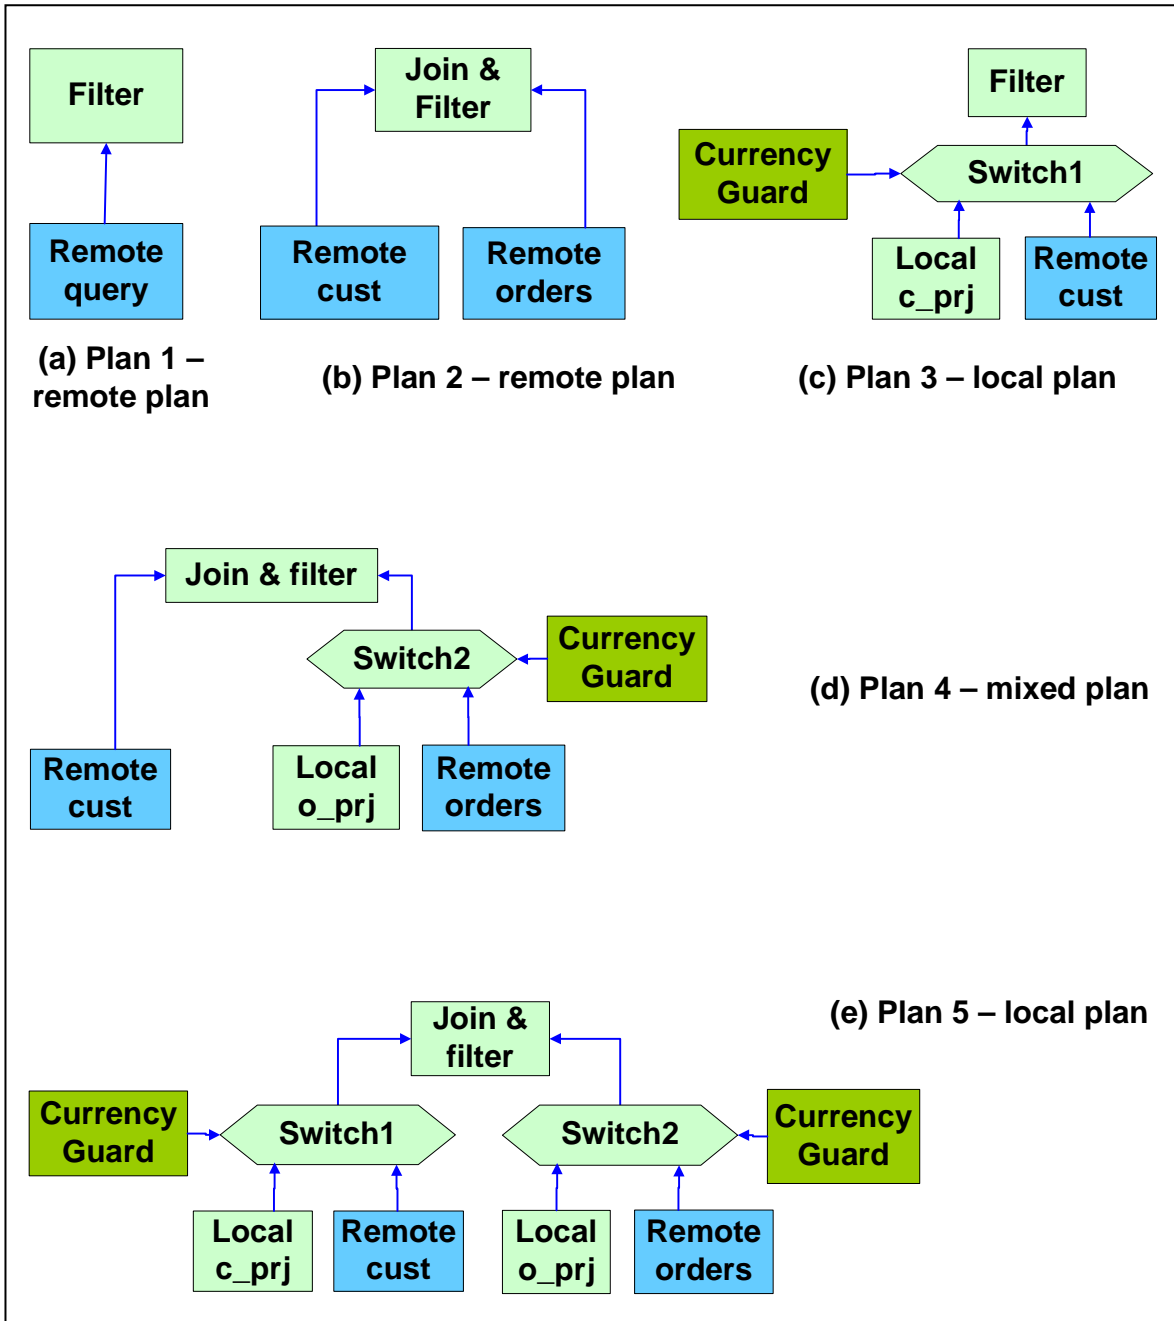 Filter
Remote
query
(a) Plan 1 –
remote plan
Join &
Filter
Remote
cust
Remote
orders
(b) Plan 2 – remote plan
Filter
Currency
Guard
Switch1
Local
c_prj
Remote
cust
(c) Plan 3 – local plan
Join & filter
Switch2
Currency
Guard
Remote
cust
Local
o_prj
Remote
orders
(d) Plan 4 – mixed plan
(e) Plan 5 – local plan
Join &
filter
Currency
Guard
Switch1
Switch2
Currency
Guard
Local
c_prj
Remote
cust
Local
o_prj
Remote
orders